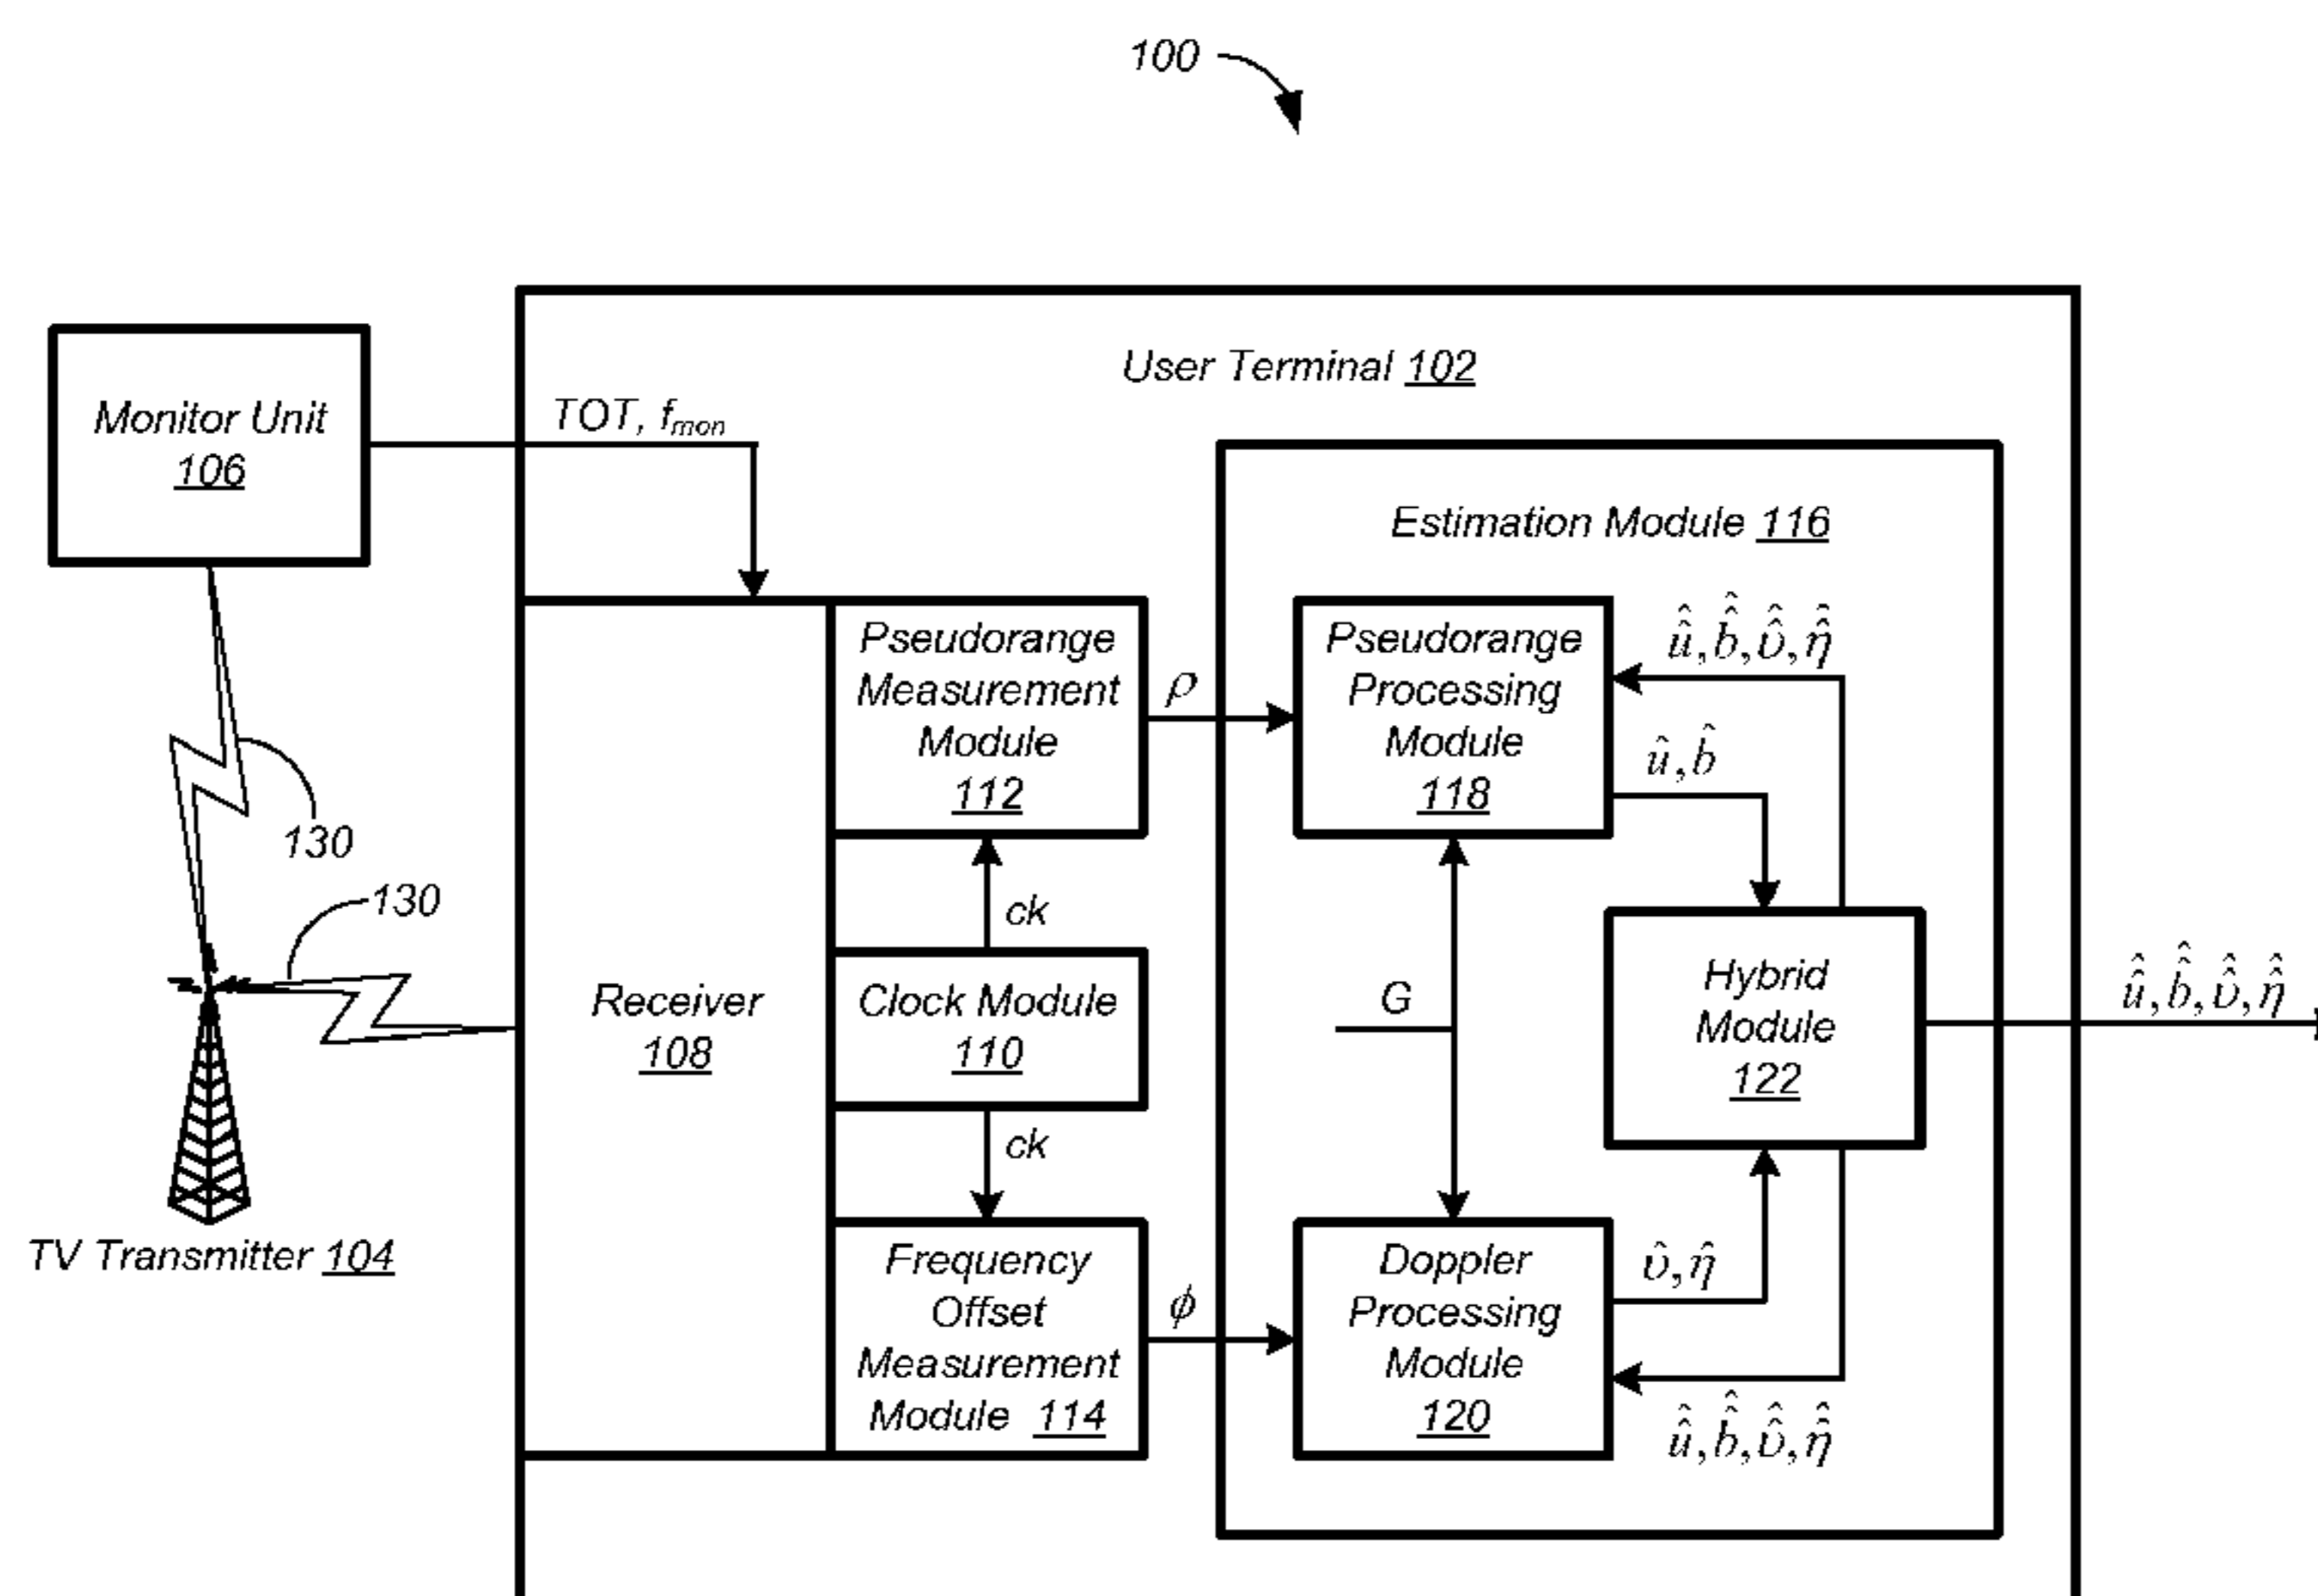 100
User Terminal 102
Monitor Unit
106
TOT, fmon
Estimation Module 116
Pseudorange
Measurement
Module
112
ρ
Pseudorange
Processing
Module
118
û̂, b̂̂, υ̂̂, η̂̂
û, b̂
130
130
ck
Receiver
108
Clock Module
110
G
Hybrid
Module
122
û̂, b̂̂, υ̂̂, η̂̂
ck
TV Transmitter 104
Frequency
Offset
Measurement
Module 114
ϕ
Doppler
Processing
Module
120
υ̂, η̂
û̂, b̂̂, υ̂̂, η̂̂